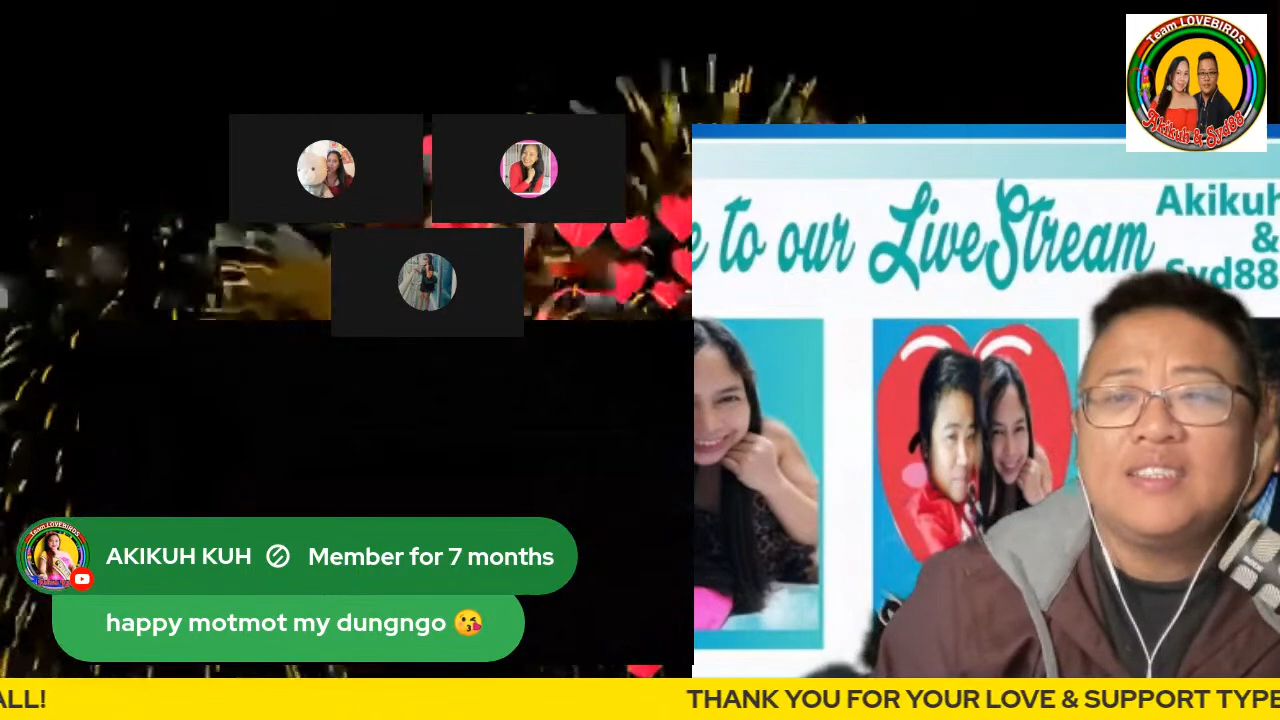 Team LOVEBIRDS
Akikuh & Syd88
e to our LiveStream
Akikuh
&
Syd88
AKIKUH KUH Member for 7 months
happy motmot my dungngo 😘
ALL! THANK YOU FOR YOUR LOVE & SUPPORT TYPE